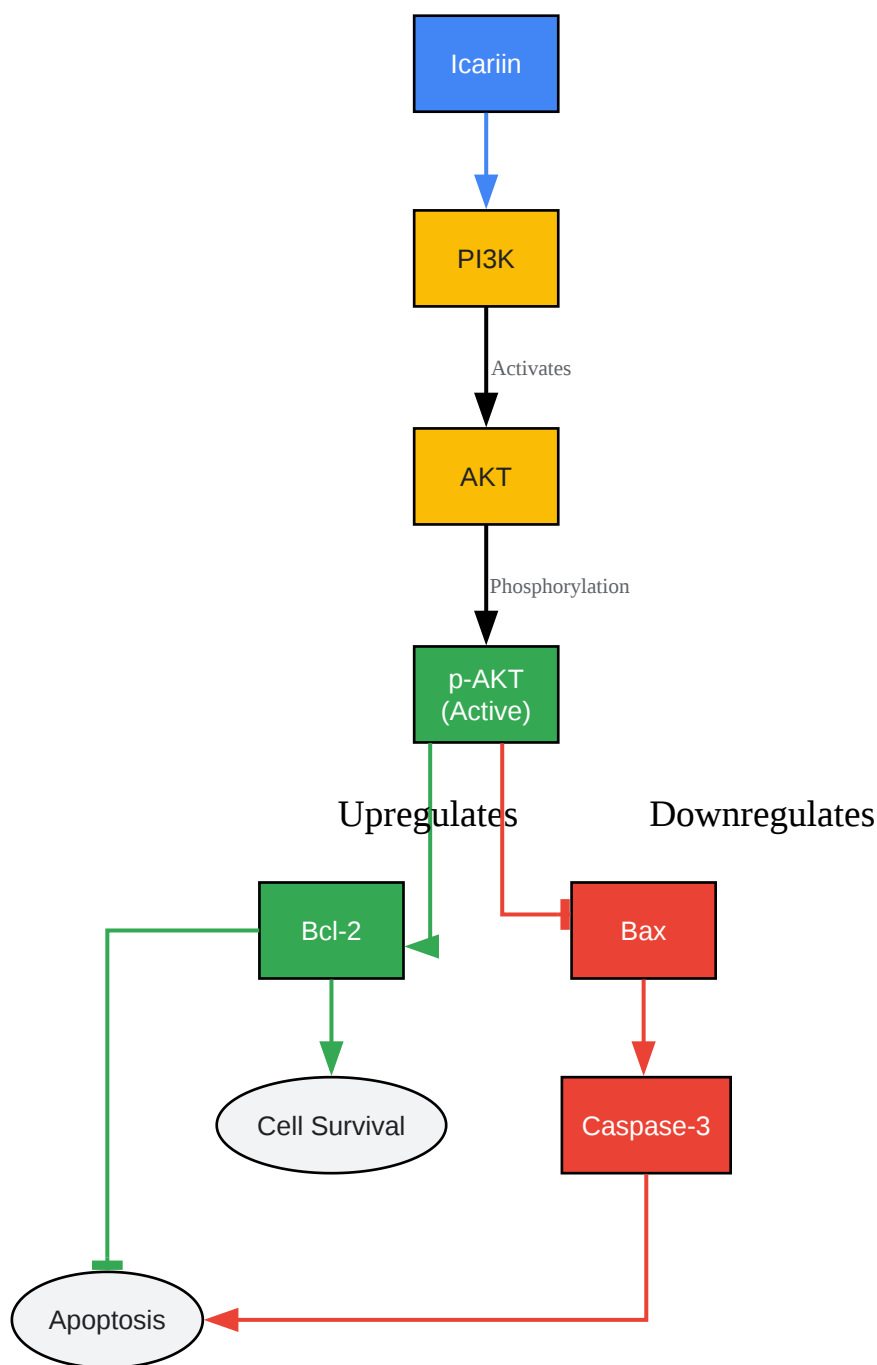 Icariin
PI3K
Activates
AKT
Phosphorylation
p-AKT
(Active)
Upregulates
Downregulates
Bcl-2
Bax
Cell Survival
Caspase-3
Apoptosis